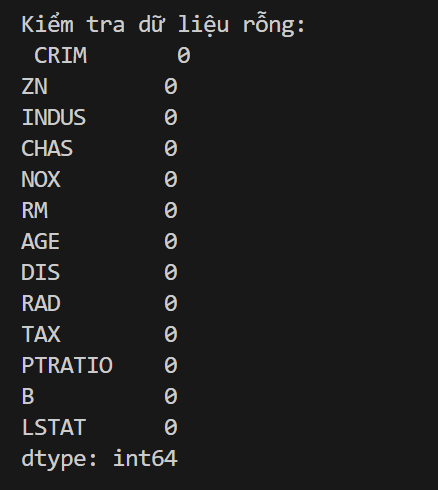 Kiểm tra dữ liệu rỗng:
 CRIM       0
ZN         0
INDUS      0
CHAS       0
NOX        0
RM         0
AGE        0
DIS        0
RAD        0
TAX        0
PTRATIO    0
B          0
LSTAT      0
dtype: int64